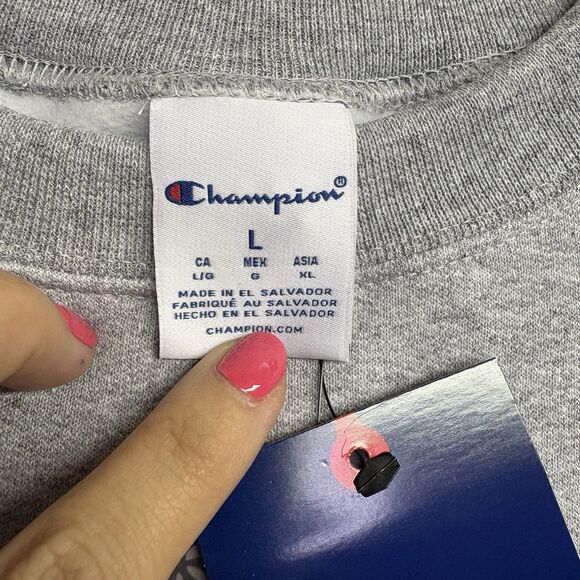 Champion
L
CA MEX ASIA
L/G G XL
MADE IN EL SALVADOR
FABRIQUÉ AU SALVADOR
HECHO EN EL SALVADOR
CHAMPION.COM